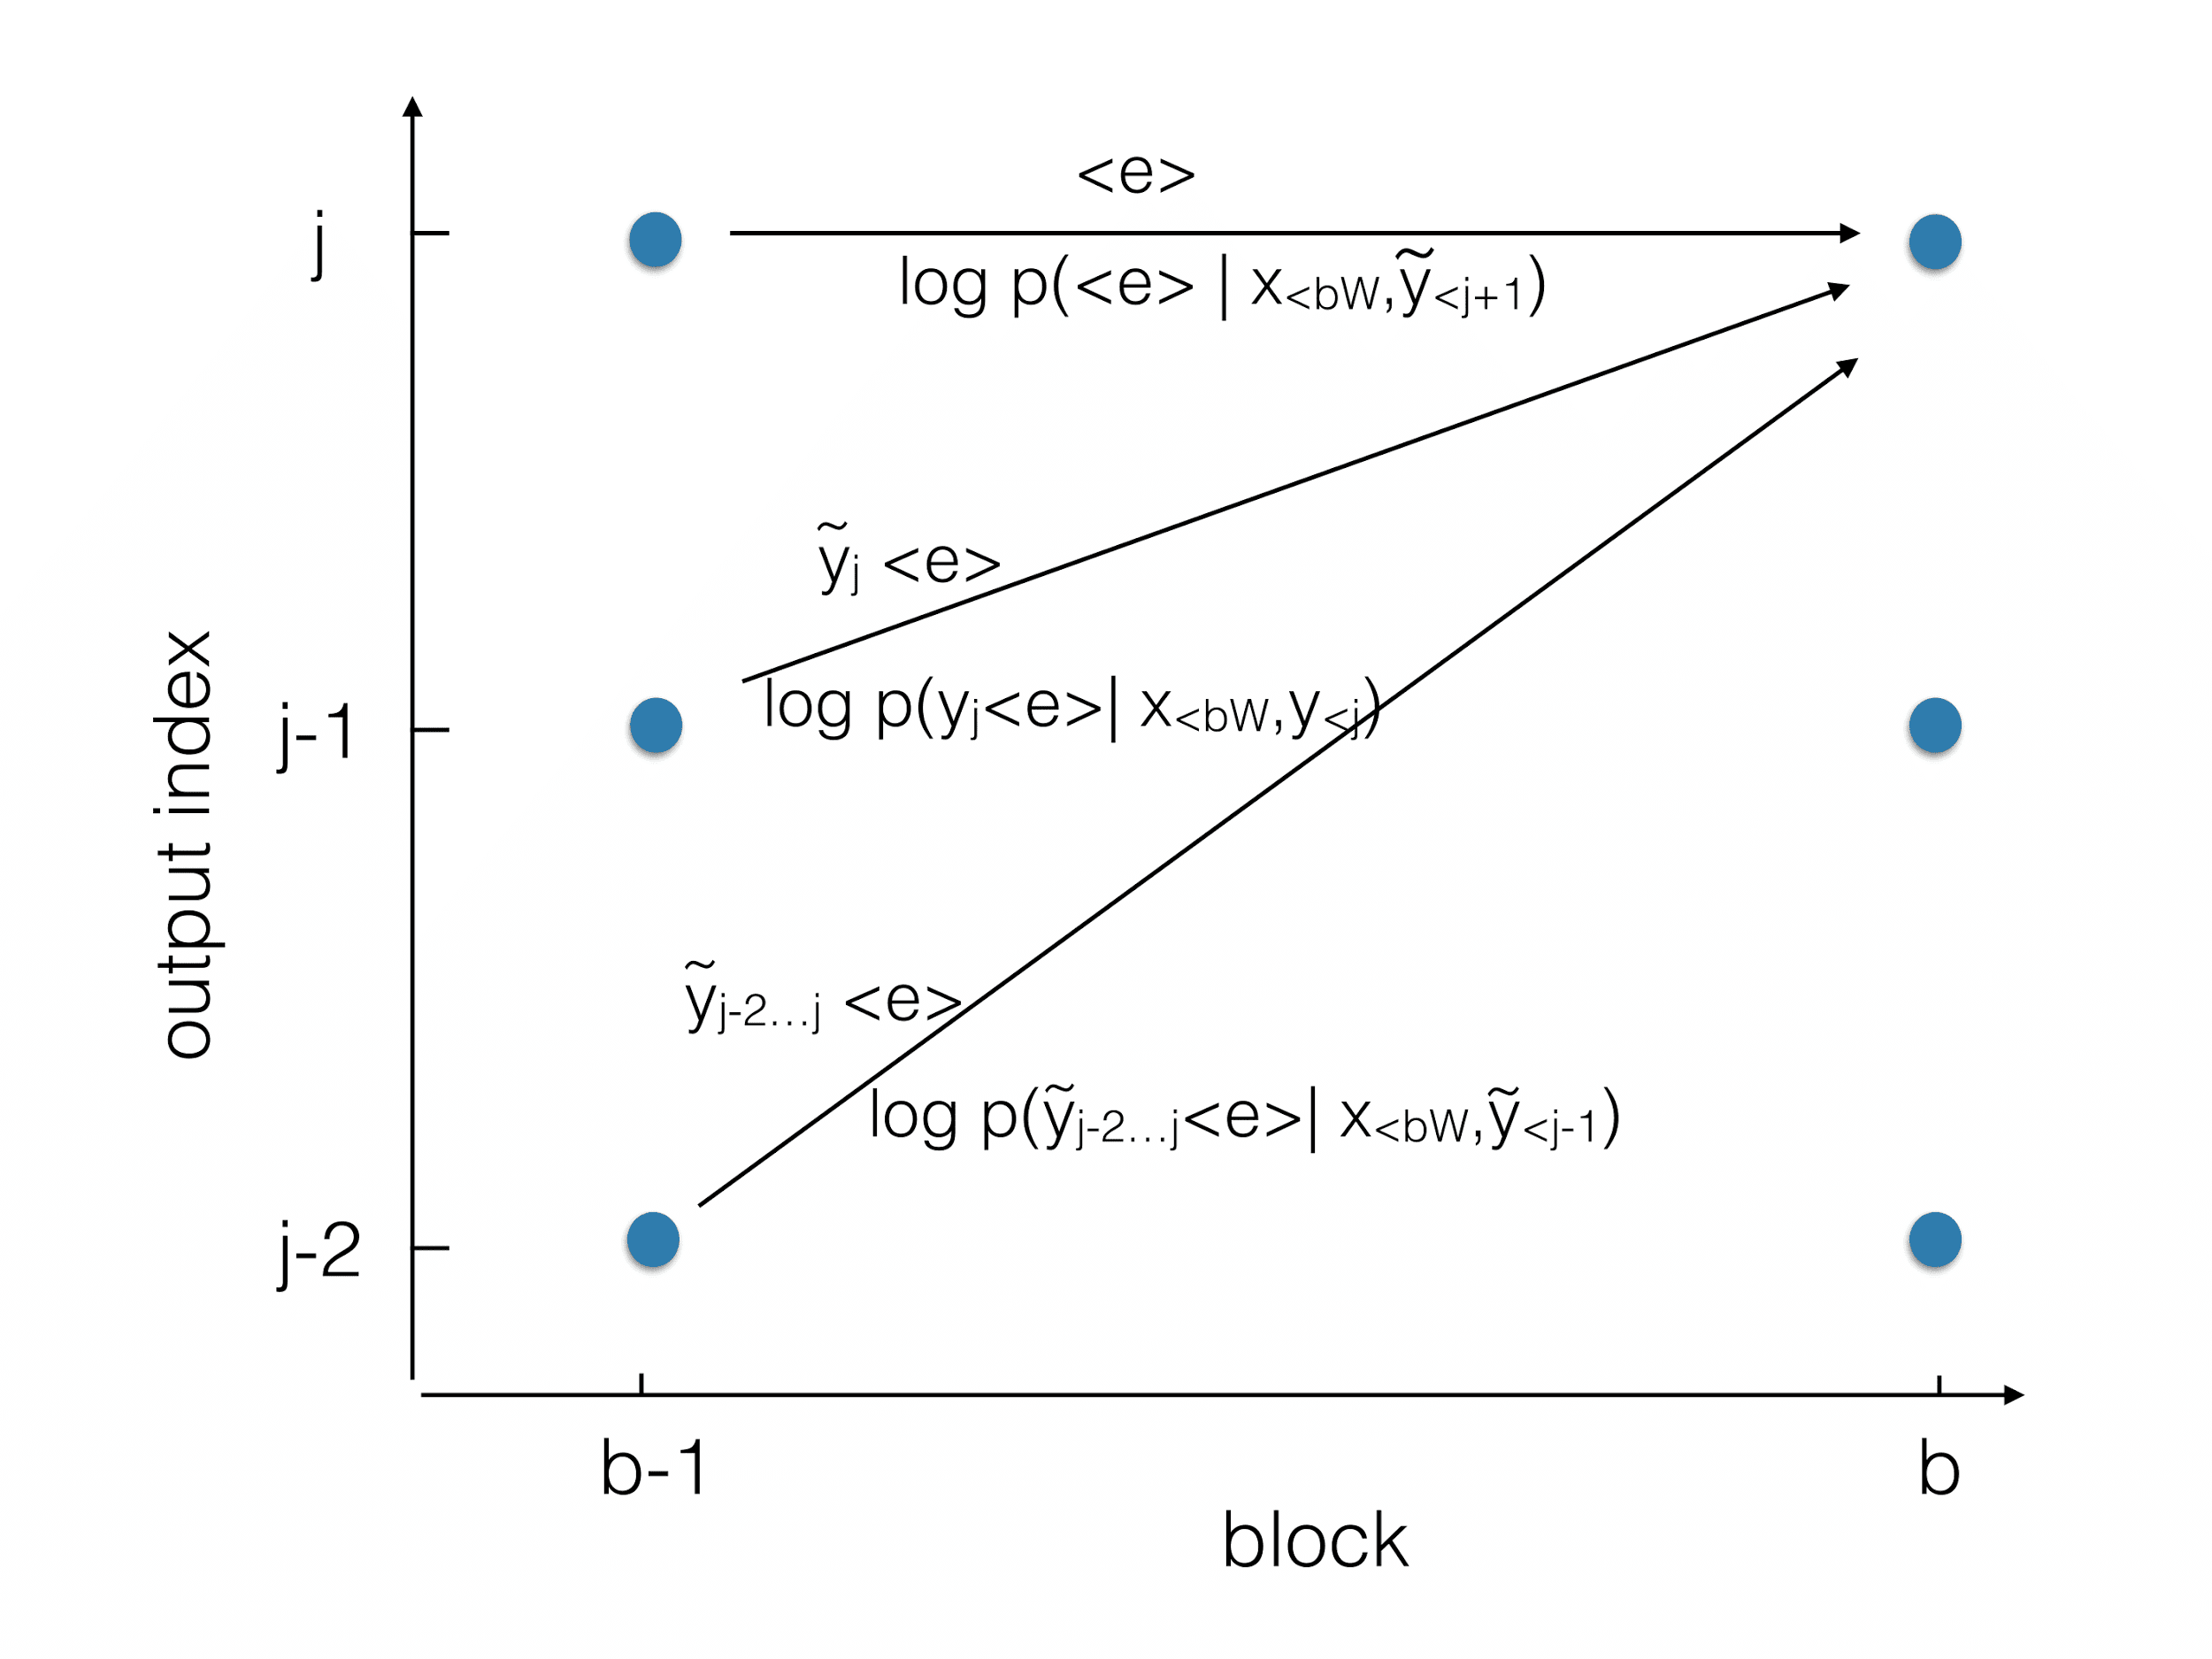 <e>
j
log p(<e> | x<bW,ỹ<j+1)
ỹj <e>
log p(yj<e>| x<bW,y<j)
j-1
output index
ỹj-2...j <e>
log p(ỹj-2...j<e>| x<bW,ỹ<j-1)
j-2
b-1
b
block